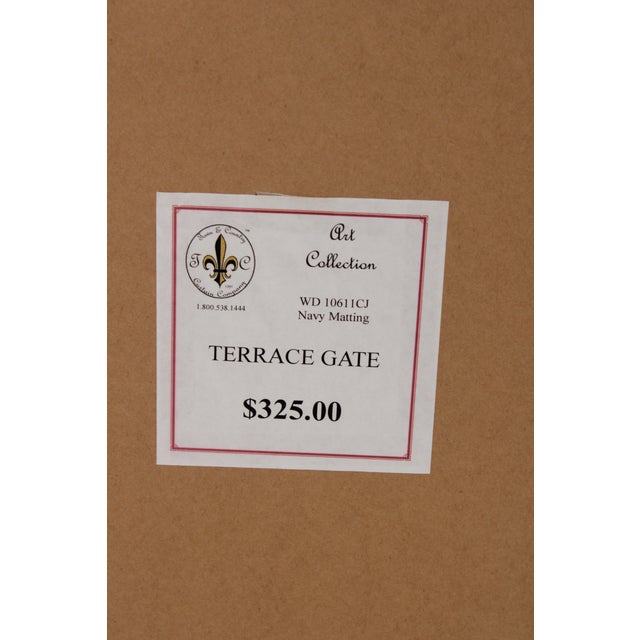 Town & Country
T C
Custom Company
1.800.538.1444
Art
Collection
WD 10611CJ
Navy Matting
TERRACE GATE
$325.00